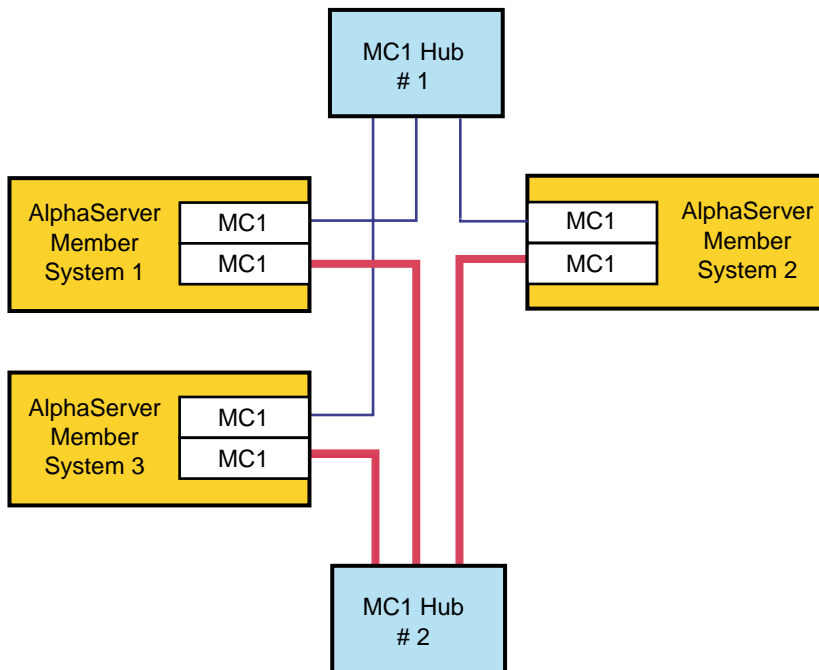 MC1 Hub
# 1
AlphaServer
Member
System 1
MC1
MC1
MC1
MC1
AlphaServer
Member
System 2
AlphaServer
Member
System 3
MC1
MC1
MC1 Hub
# 2